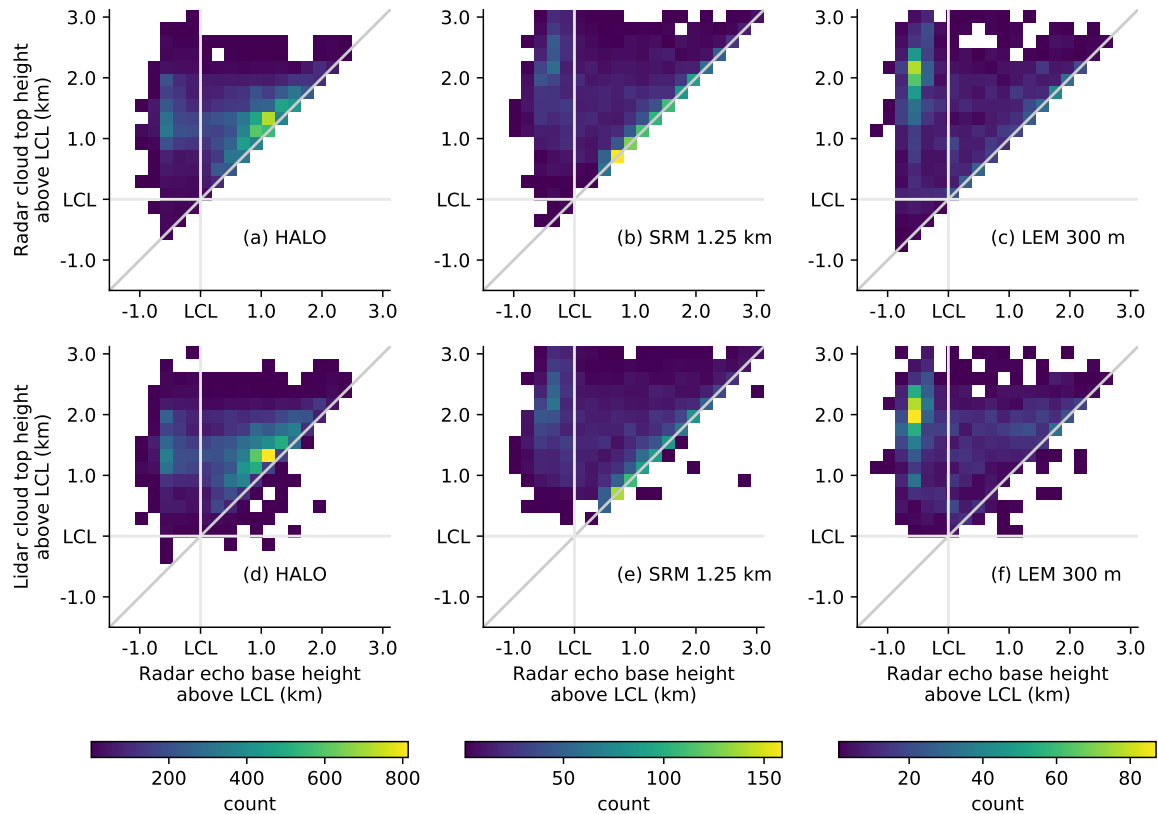 Radar cloud top height
above LCL (km)
3.0
2.0
1.0
LCL
-1.0
(a) HALO
-1.0 LCL 1.0 2.0 3.0
3.0
2.0
1.0
LCL
-1.0
(b) SRM 1.25 km
-1.0 LCL 1.0 2.0 3.0
3.0
2.0
1.0
LCL
-1.0
(c) LEM 300 m
-1.0 LCL 1.0 2.0 3.0
Lidar cloud top height
above LCL (km)
3.0
2.0
1.0
LCL
-1.0
(d) HALO
-1.0 LCL 1.0 2.0 3.0
Radar echo base height
above LCL (km)
3.0
2.0
1.0
LCL
-1.0
(e) SRM 1.25 km
-1.0 LCL 1.0 2.0 3.0
Radar echo base height
above LCL (km)
3.0
2.0
1.0
LCL
-1.0
(f) LEM 300 m
-1.0 LCL 1.0 2.0 3.0
Radar echo base height
above LCL (km)
200 400 600 800
count
50 100 150
count
20 40 60 80
count